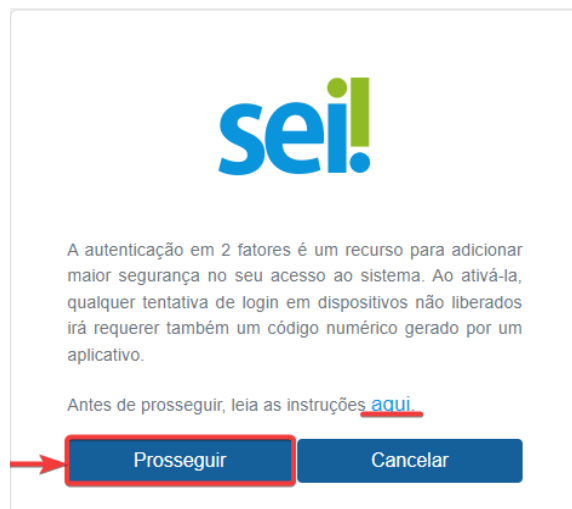 sei!
A autenticação em 2 fatores é um recurso para adicionar
maior segurança no seu acesso ao sistema. Ao ativá-la,
qualquer tentativa de login em dispositivos não liberados
irá requerer também um código numérico gerado por um
aplicativo.
Antes de prosseguir, leia as instruções aqui.
Prosseguir Cancelar